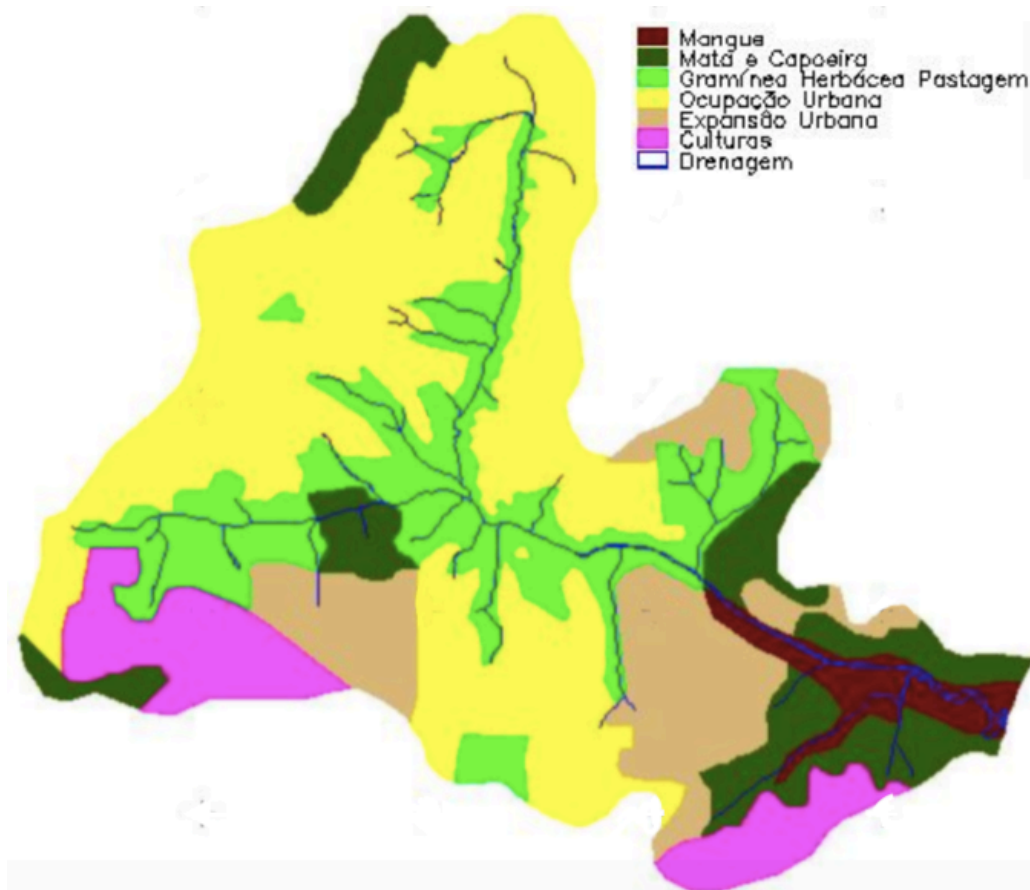 Mangue
Mata e Capoeira
Gramínea Herbácea Pastagem
Ocupação Urbana
Expansão Urbana
Culturas
Drenagem